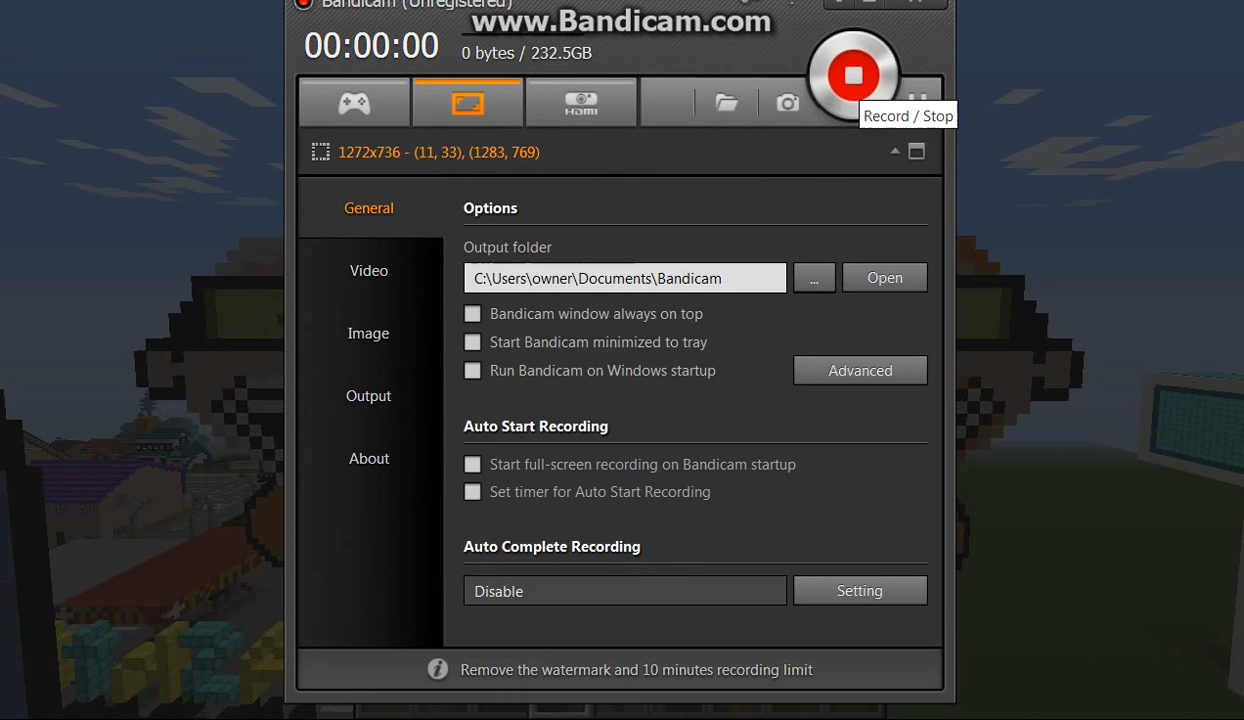 Bandicam (Unregistered)
www.Bandicam.com
00:00:00
0 bytes / 232.5GB
HDMI
Record / Stop
1272x736 - (11, 33), (1283, 769)
General
Video
Image
Output
About
Options
Output folder
C:\Users\owner\Documents\Bandicam
...
Open
Bandicam window always on top
Start Bandicam minimized to tray
Run Bandicam on Windows startup
Advanced
Auto Start Recording
Start full-screen recording on Bandicam startup
Set timer for Auto Start Recording
Auto Complete Recording
Disable
Setting
Remove the watermark and 10 minutes recording limit